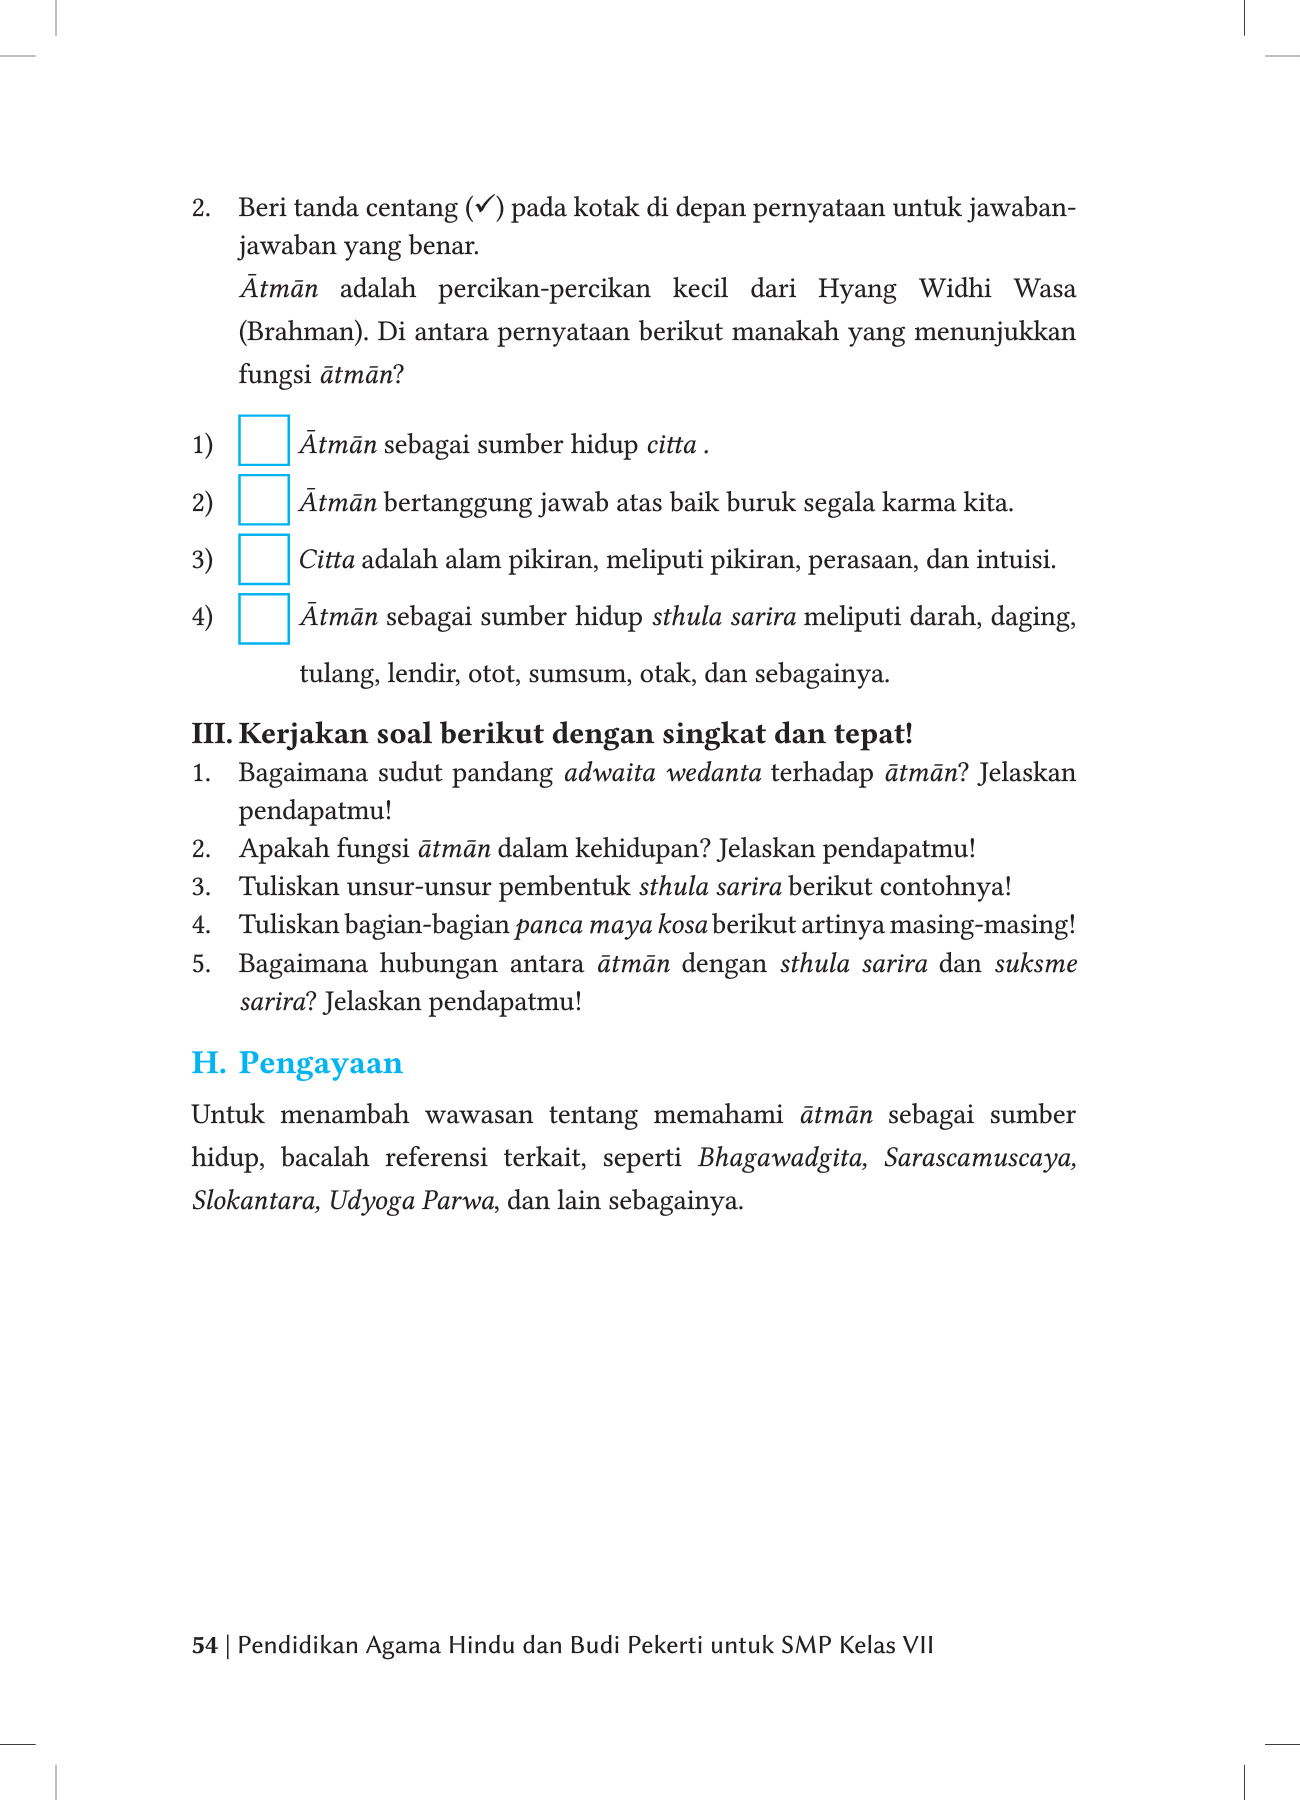 2. Beri tanda centang (✓) pada kotak di depan pernyataan untuk jawaban-
jawaban yang benar.
Ātmān adalah percikan-percikan kecil dari Hyang Widhi Wasa
(Brahman). Di antara pernyataan berikut manakah yang menunjukkan
fungsi ātmān?
1) Ātmān sebagai sumber hidup citta .
2) Ātmān bertanggung jawab atas baik buruk segala karma kita.
3) Citta adalah alam pikiran, meliputi pikiran, perasaan, dan intuisi.
4) Ātmān sebagai sumber hidup sthula sarira meliputi darah, daging,
tulang, lendir, otot, sumsum, otak, dan sebagainya.
III. Kerjakan soal berikut dengan singkat dan tepat!
1. Bagaimana sudut pandang adwaita wedanta terhadap ātmān? Jelaskan
pendapatmu!
2. Apakah fungsi ātmān dalam kehidupan? Jelaskan pendapatmu!
3. Tuliskan unsur-unsur pembentuk sthula sarira berikut contohnya!
4. Tuliskan bagian-bagian panca maya kosa berikut artinya masing-masing!
5. Bagaimana hubungan antara ātmān dengan sthula sarira dan suksme
sarira? Jelaskan pendapatmu!
H. Pengayaan
Untuk menambah wawasan tentang memahami ātmān sebagai sumber
hidup, bacalah referensi terkait, seperti Bhagawadgita, Sarascamuscaya,
Slokantara, Udyoga Parwa, dan lain sebagainya.
54 | Pendidikan Agama Hindu dan Budi Pekerti untuk SMP Kelas VII